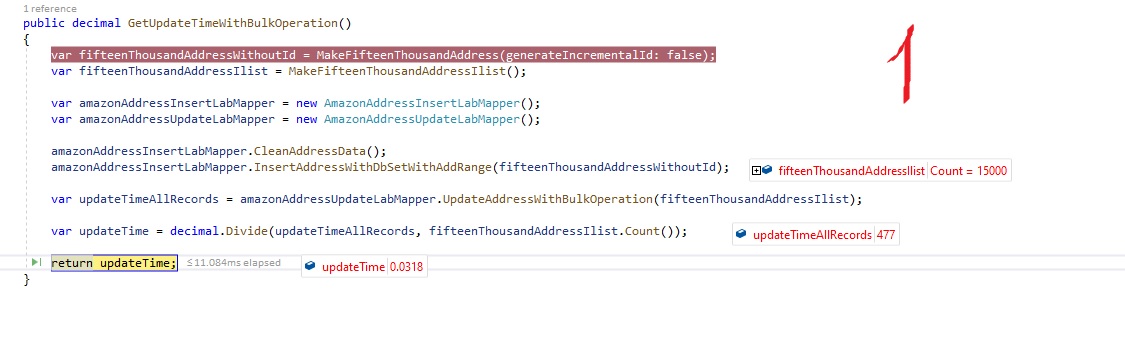 1 reference
public decimal GetUpdateTimeWithBulkOperation()
{
var fifteenThousandAddressWithoutId = MakeFifteenThousandAddress(generateIncrementalId: false);
var fifteenThousandAddressIlist = MakeFifteenThousandAddressIlist();
var amazonAddressInsertLabMapper = new AmazonAddressInsertLabMapper();
var amazonAddressUpdateLabMapper = new AmazonAddressUpdateLabMapper();
amazonAddressInsertLabMapper.CleanAddressData();
amazonAddressInsertLabMapper.InsertAddressWithDbSetWithAddRange(fifteenThousandAddressWithoutId); fifteenThousandAddressIlist Count = 15000
var updateTimeAllRecords = amazonAddressUpdateLabMapper.UpdateAddressWithBulkOperation(fifteenThousandAddressIlist);
var updateTime = decimal.Divide(updateTimeAllRecords, fifteenThousandAddressIlist.Count()); updateTimeAllRecords 477
return updateTime; ≤11.084ms elapsed updateTime 0.0318
}
1